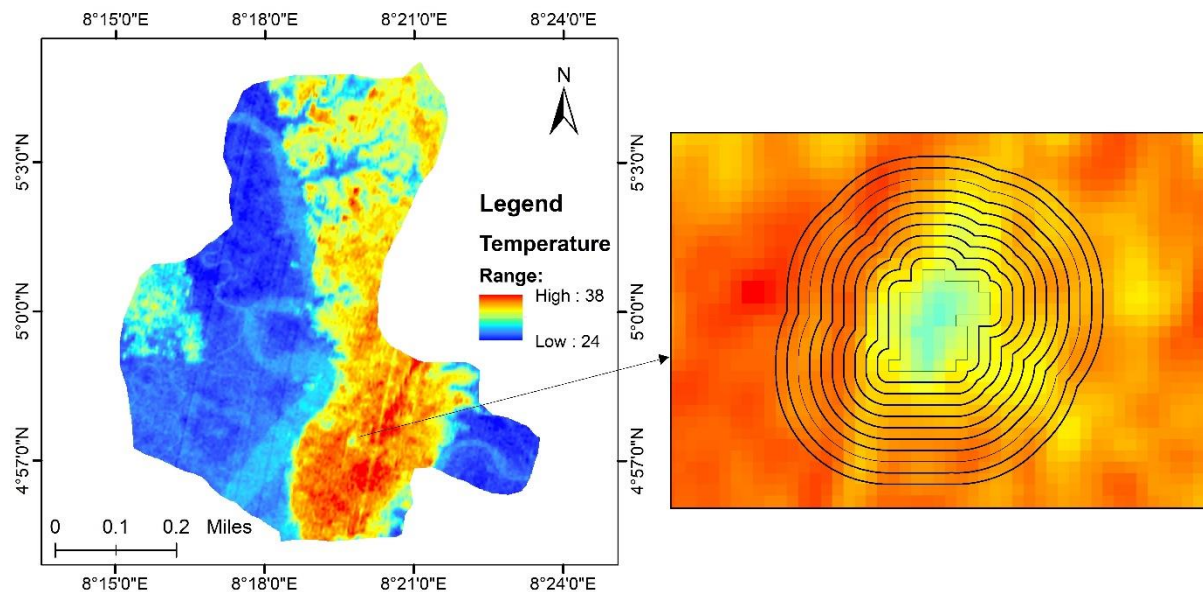 8°15'0"E 8°18'0"E 8°21'0"E 8°24'0"E
N
5°3'0"N
5°3'0"N
Legend
Temperature
Range:
High : 38
Low : 24
5°0'0"N
5°0'0"N
4°57'0"N
4°57'0"N
0 0.1 0.2 Miles
8°15'0"E 8°18'0"E 8°21'0"E 8°24'0"E